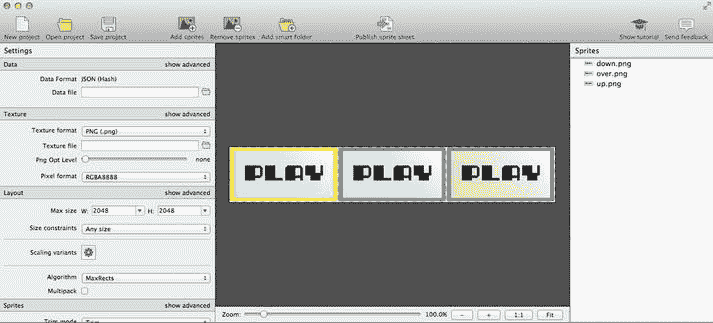 New project Open project Save project Add sprites Remove sprites Add smart folder Publish sprite sheet Show tutorial Send feedback
Settings
Data show advanced
Data Format JSON (Hash)
Data file
Texture show advanced
Texture format PNG (.png)
Texture file
Png Opt Level none
Pixel format RGBA8888
Layout show advanced
Max size W: 2048 H: 2048
Size constraints Any size
Scaling variants
Algorithm MaxRects
Multipack
Sprites show advanced
Trim mode Trim
PLAY PLAY PLAY
Zoom: 100.0% - + 1:1 Fit
Sprites
down.png
over.png
up.png